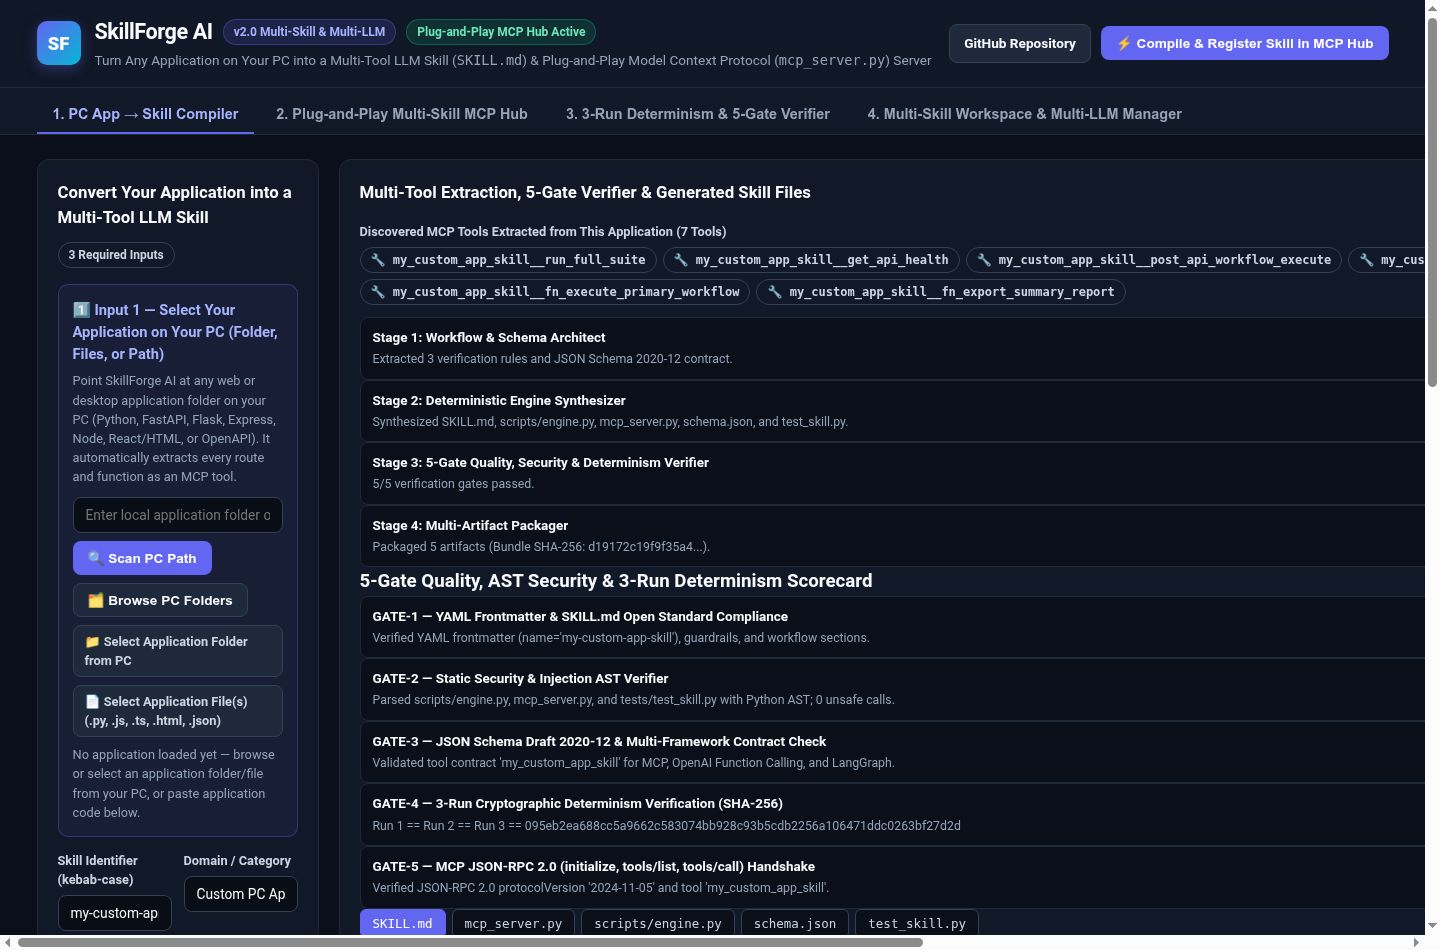 SF
SkillForge AI
v2.0 Multi-Skill & Multi-LLM
Plug-and-Play MCP Hub Active
Turn Any Application on Your PC into a Multi-Tool LLM Skill (SKILL.md) & Plug-and-Play Model Context Protocol (mcp_server.py) Server
GitHub Repository
⚡ Compile & Register Skill in MCP Hub
1. PC App → Skill Compiler
2. Plug-and-Play Multi-Skill MCP Hub
3. 3-Run Determinism & 5-Gate Verifier
4. Multi-Skill Workspace & Multi-LLM Manager
Convert Your Application into a
Multi-Tool LLM Skill
3 Required Inputs
1️⃣ Input 1 — Select Your
Application on Your PC (Folder,
Files, or Path)
Point SkillForge AI at any web or
desktop application folder on your
PC (Python, FastAPI, Flask, Express,
Node, React/HTML, or OpenAPI). It
automatically extracts every route
and function as an MCP tool.
Enter local application folder o
🔍 Scan PC Path
🗂️ Browse PC Folders
📁 Select Application Folder
from PC
📄 Select Application File(s)
(.py, .js, .ts, .html, .json)
No application loaded yet — browse
or select an application folder/file
from your PC, or paste application
code below.
Skill Identifier
(kebab-case)
my-custom-ap
Domain / Category
Custom PC Ap
Multi-Tool Extraction, 5-Gate Verifier & Generated Skill Files
Discovered MCP Tools Extracted from This Application (7 Tools)
🔧 my_custom_app_skill__run_full_suite
🔧 my_custom_app_skill__get_api_health
🔧 my_custom_app_skill__post_api_workflow_execute
🔧 my_cus
🔧 my_custom_app_skill__fn_execute_primary_workflow
🔧 my_custom_app_skill__fn_export_summary_report
Stage 1: Workflow & Schema Architect
Extracted 3 verification rules and JSON Schema 2020-12 contract.
Stage 2: Deterministic Engine Synthesizer
Synthesized SKILL.md, scripts/engine.py, mcp_server.py, schema.json, and test_skill.py.
Stage 3: 5-Gate Quality, Security & Determinism Verifier
5/5 verification gates passed.
Stage 4: Multi-Artifact Packager
Packaged 5 artifacts (Bundle SHA-256: d19172c19f9f35a4...).
5-Gate Quality, AST Security & 3-Run Determinism Scorecard
GATE-1 — YAML Frontmatter & SKILL.md Open Standard Compliance
Verified YAML frontmatter (name='my-custom-app-skill'), guardrails, and workflow sections.
GATE-2 — Static Security & Injection AST Verifier
Parsed scripts/engine.py, mcp_server.py, and tests/test_skill.py with Python AST; 0 unsafe calls.
GATE-3 — JSON Schema Draft 2020-12 & Multi-Framework Contract Check
Validated tool contract 'my_custom_app_skill' for MCP, OpenAI Function Calling, and LangGraph.
GATE-4 — 3-Run Cryptographic Determinism Verification (SHA-256)
Run 1 == Run 2 == Run 3 == 095eb2ea688cc5a9662c583074bb928c93b5cdb2256a106471ddc0263bf27d2d
GATE-5 — MCP JSON-RPC 2.0 (initialize, tools/list, tools/call) Handshake
Verified JSON-RPC 2.0 protocolVersion '2024-11-05' and tool 'my_custom_app_skill'.
SKILL.md
mcp_server.py
scripts/engine.py
schema.json
test_skill.py